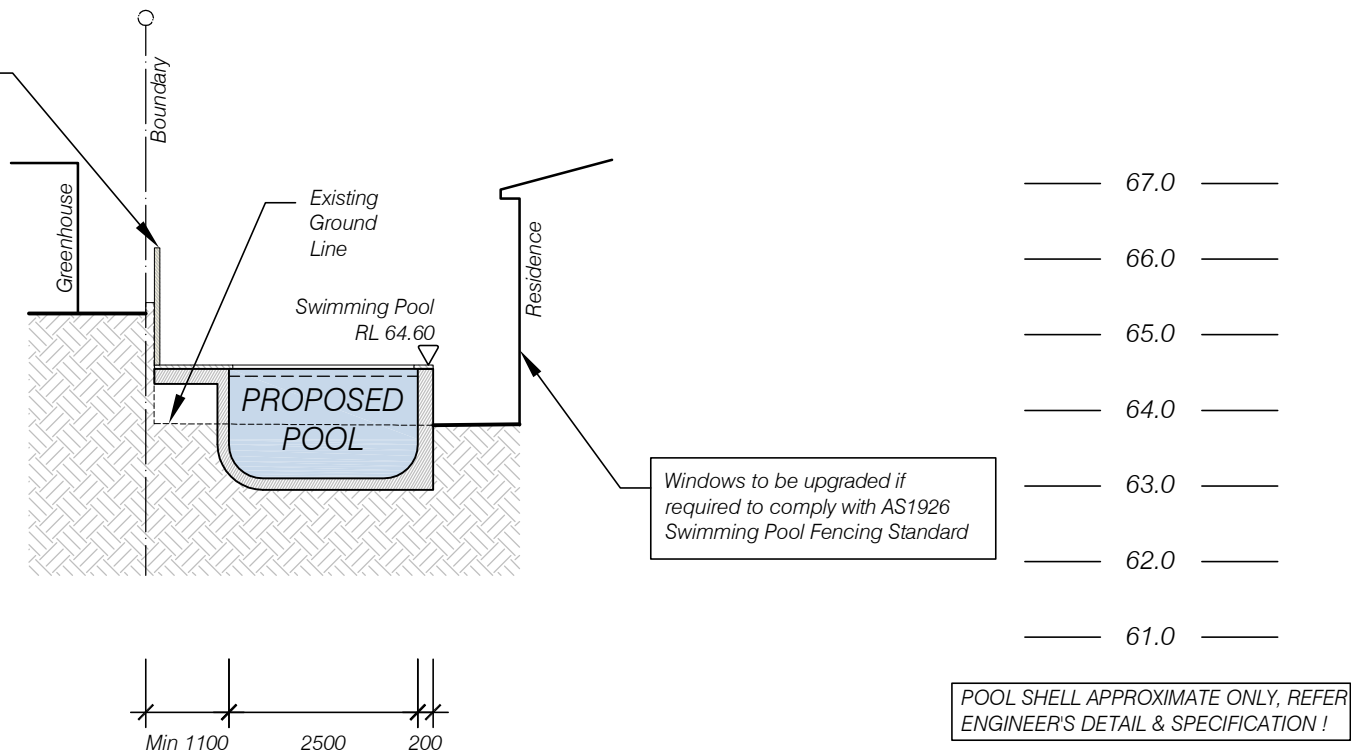 Boundary
Greenhouse
Existing
Ground
Line
Swimming Pool
RL 64.60
Residence
PROPOSED
POOL
Windows to be upgraded if
required to comply with AS1926
Swimming Pool Fencing Standard
67.0
66.0
65.0
64.0
63.0
62.0
61.0
Min 1100
2500
200
POOL SHELL APPROXIMATE ONLY, REFER
ENGINEER'S DETAIL & SPECIFICATION !